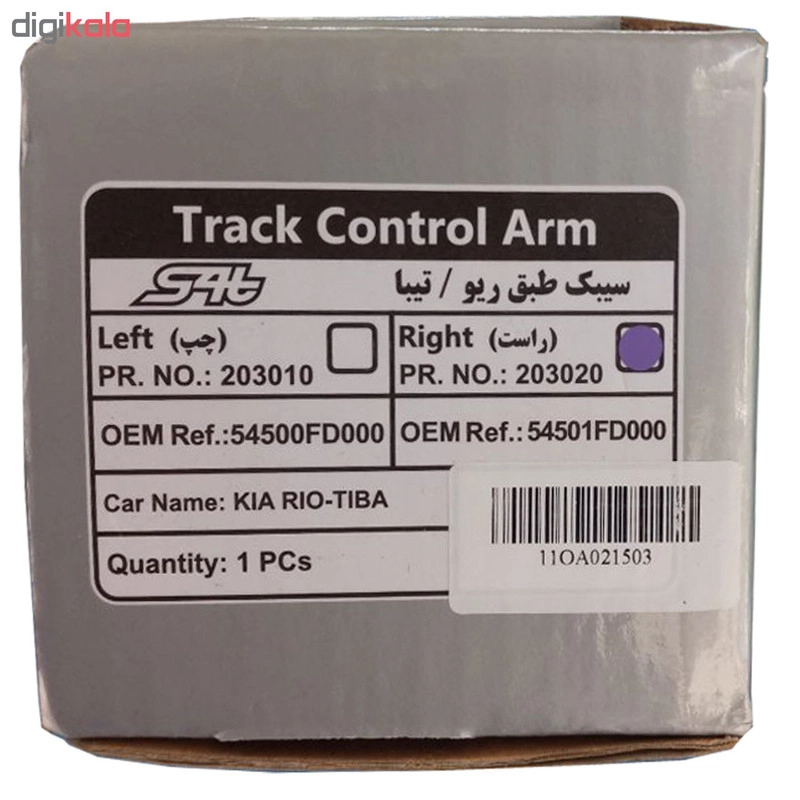 digikala
Track Control Arm
SAt
سیبک طبق ریو / تیبا
Left (چپ)
PR. NO.: 203010
Right (راست)
PR. NO.: 203020
OEM Ref.:54500FD000
OEM Ref.: 54501FD000
Car Name: KIA RIO-TIBA
Quantity: 1 PCs
11OA021503